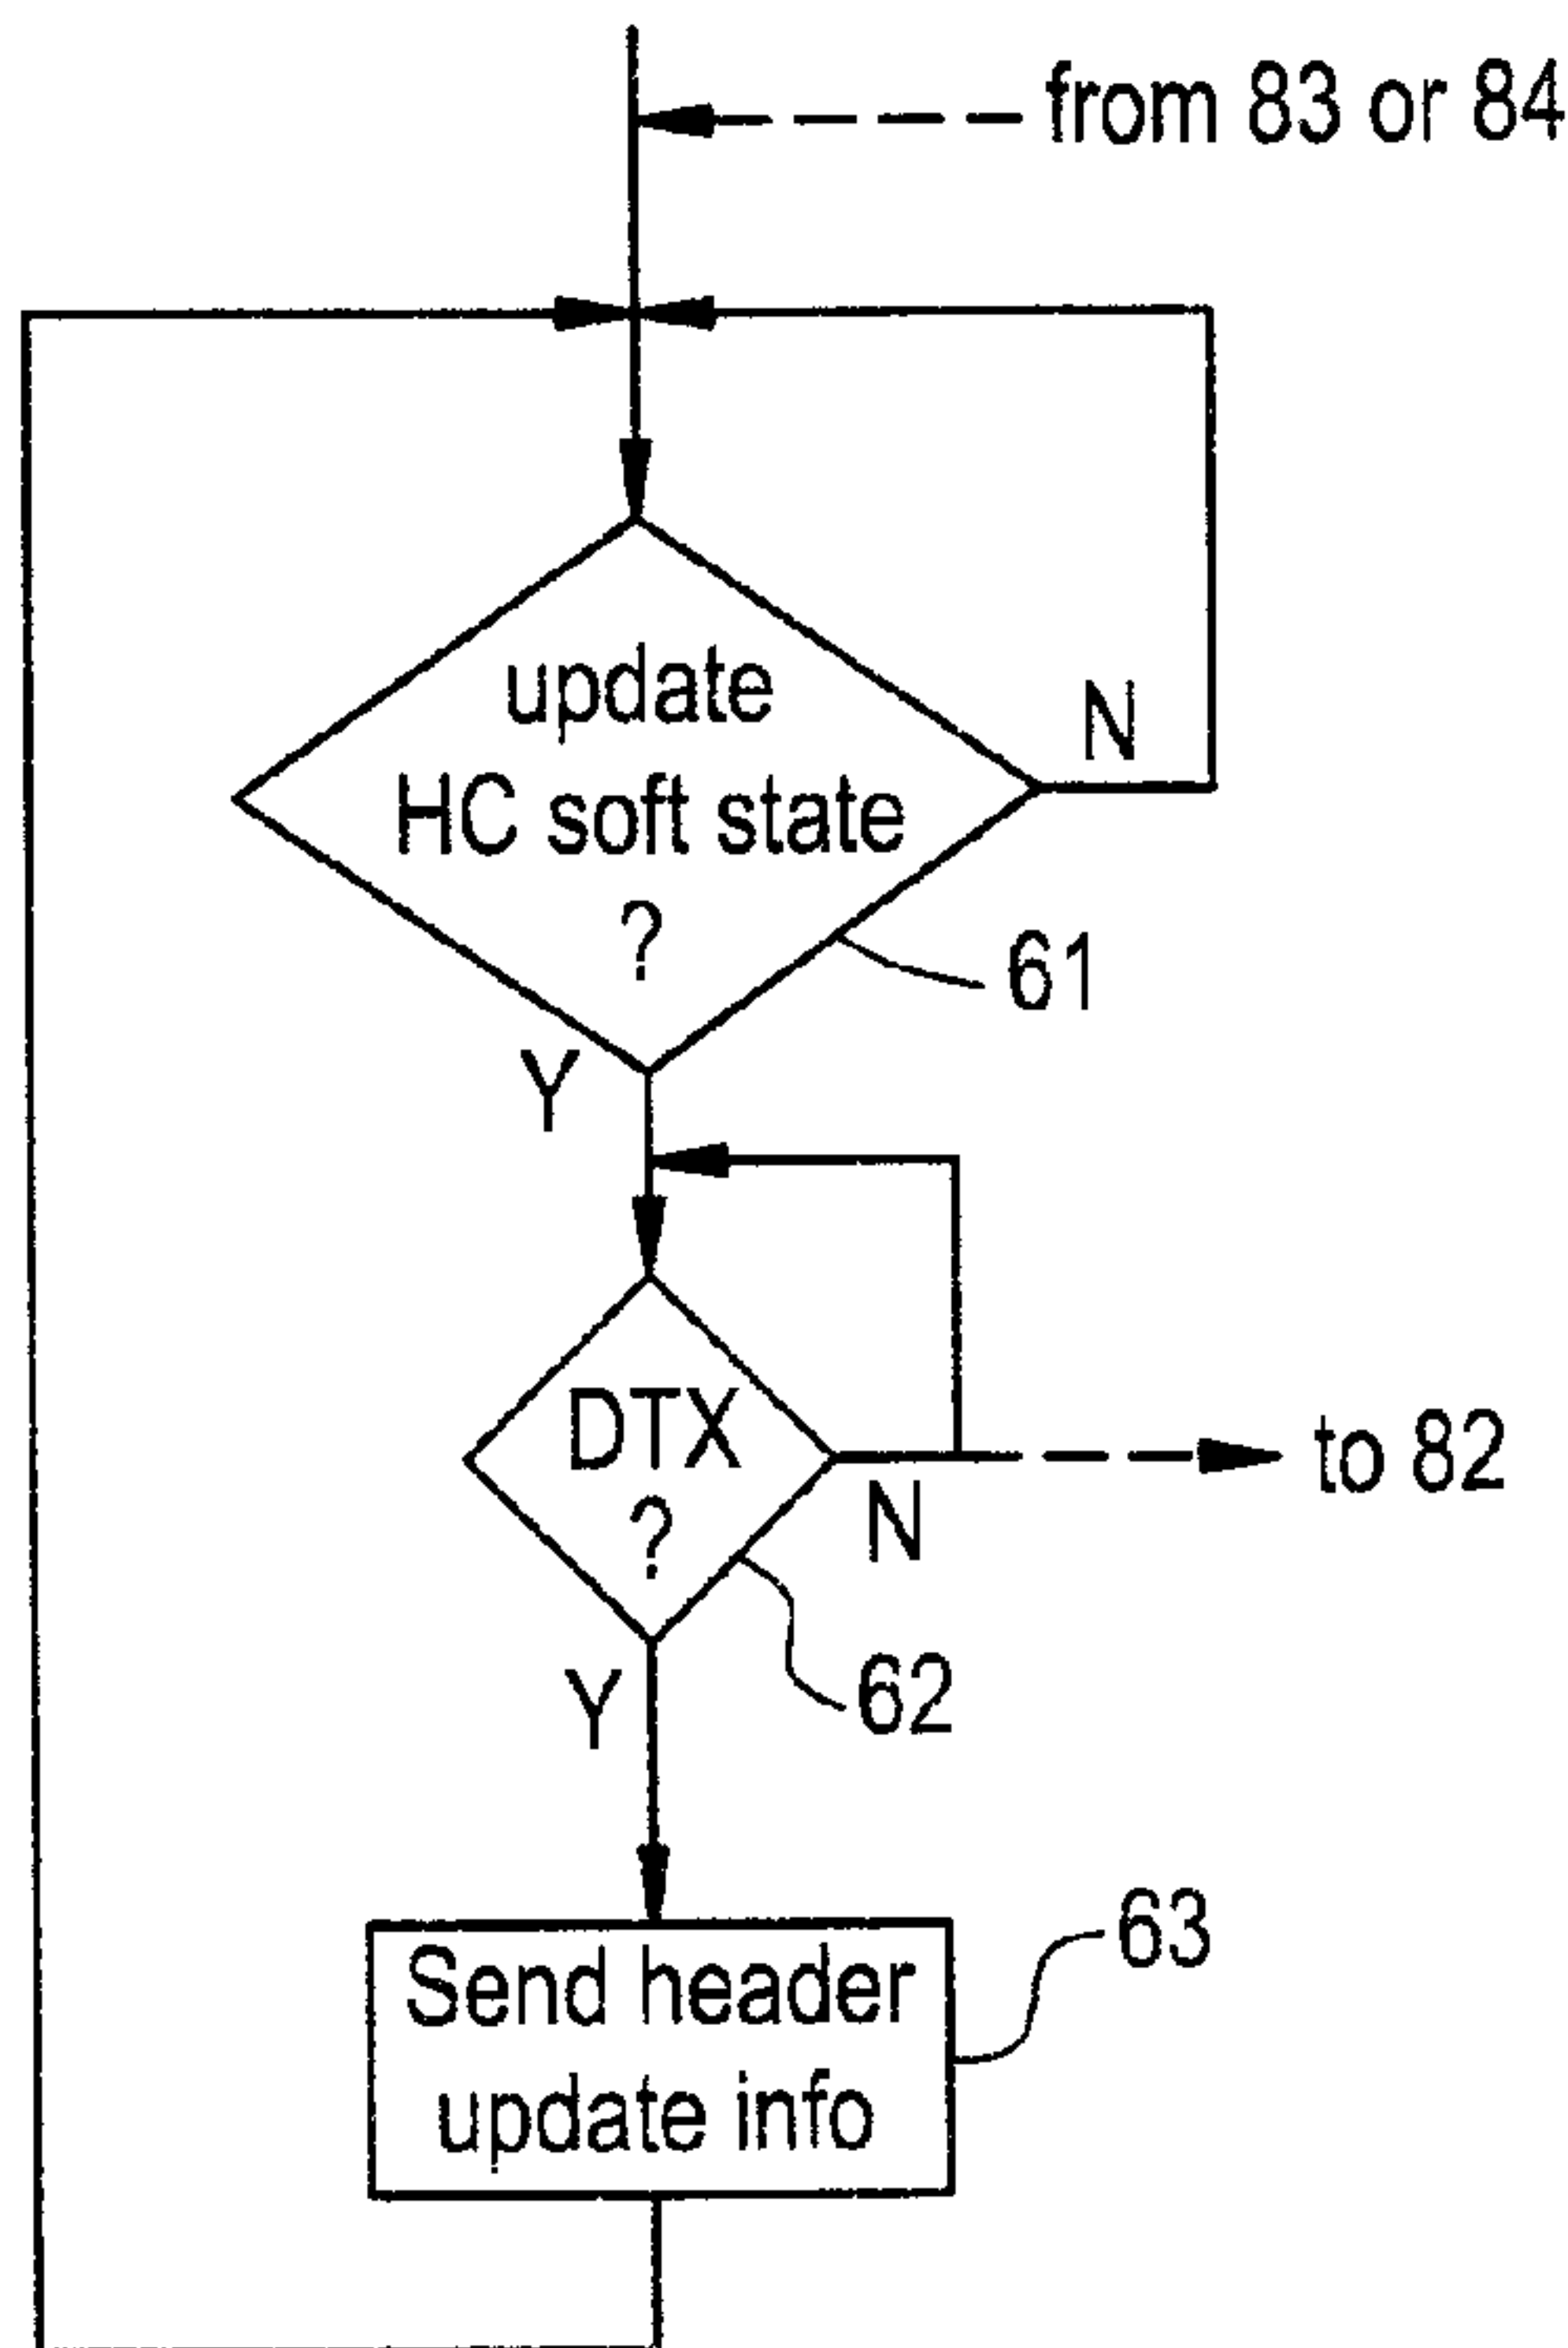 from 83 or 84
update
HC soft state
?
N
61
Y
DTX
?
N
to 82
62
Y
Send header
update info
63